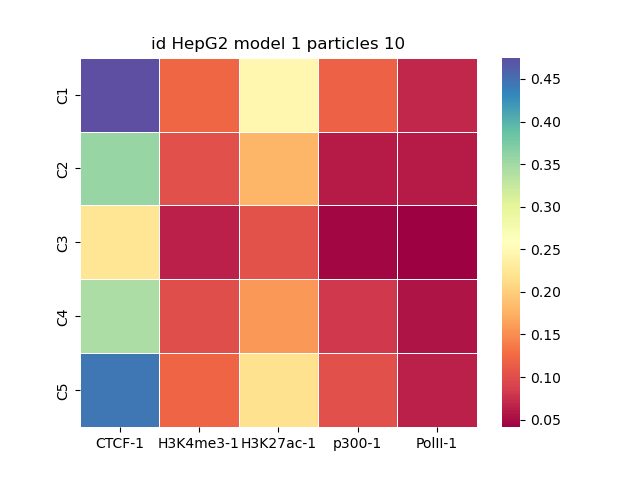 id HepG2 model 1 particles 10
C1
C2
C3
C4
C5
CTCF-1 H3K4me3-1 H3K27ac-1 p300-1 PolII-1
0.45
0.40
0.35
0.30
0.25
0.20
0.15
0.10
0.05